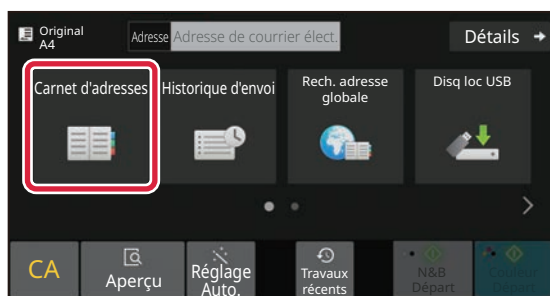 Original
A4
Adresse
Adresse de courrier élect.
Détails
Carnet d'adresses
Historique d'envoi
Rech. adresse
globale
Disq loc USB
CA
Aperçu
Réglage
Auto.
Travaux
récents
N&B
Départ
Couleur
Départ